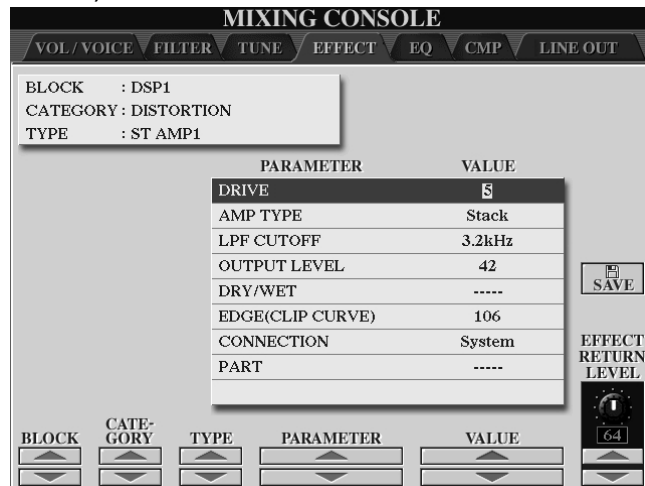 MIXING CONSOLE
VOL / VOICE FILTER TUNE EFFECT EQ CMP LINE OUT
BLOCK : DSP1
CATEGORY : DISTORTION
TYPE : ST AMP1
PARAMETER VALUE
DRIVE 5
AMP TYPE Stack
LPF CUTOFF 3.2kHz
OUTPUT LEVEL 42
DRY/WET -----
EDGE(CLIP CURVE) 106
CONNECTION System
PART -----
SAVE
EFFECT
RETURN
LEVEL
64
BLOCK CATE-
GORY TYPE PARAMETER VALUE